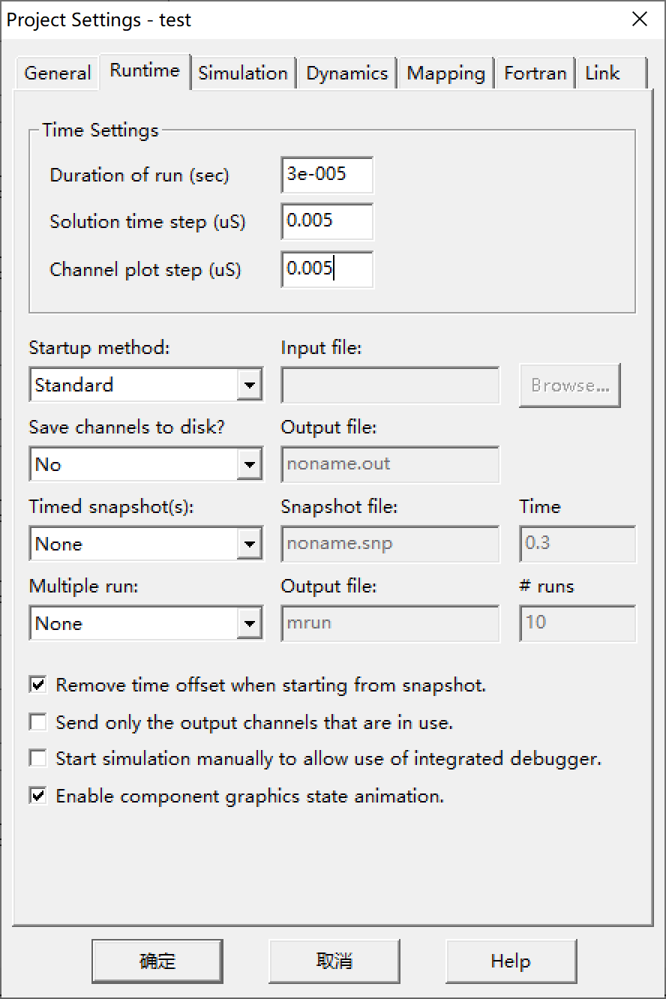 Project Settings - test
General Runtime Simulation Dynamics Mapping Fortran Link
Time Settings
Duration of run (sec) 3e-005
Solution time step (uS) 0.005
Channel plot step (uS) 0.005
Startup method: Input file:
Standard Browse...
Save channels to disk? Output file:
No noname.out
Timed snapshot(s): Snapshot file: Time
None noname.snp 0.3
Multiple run: Output file: # runs
None mrun 10
Remove time offset when starting from snapshot.
Send only the output channels that are in use.
Start simulation manually to allow use of integrated debugger.
Enable component graphics state animation.
确定 取消 Help